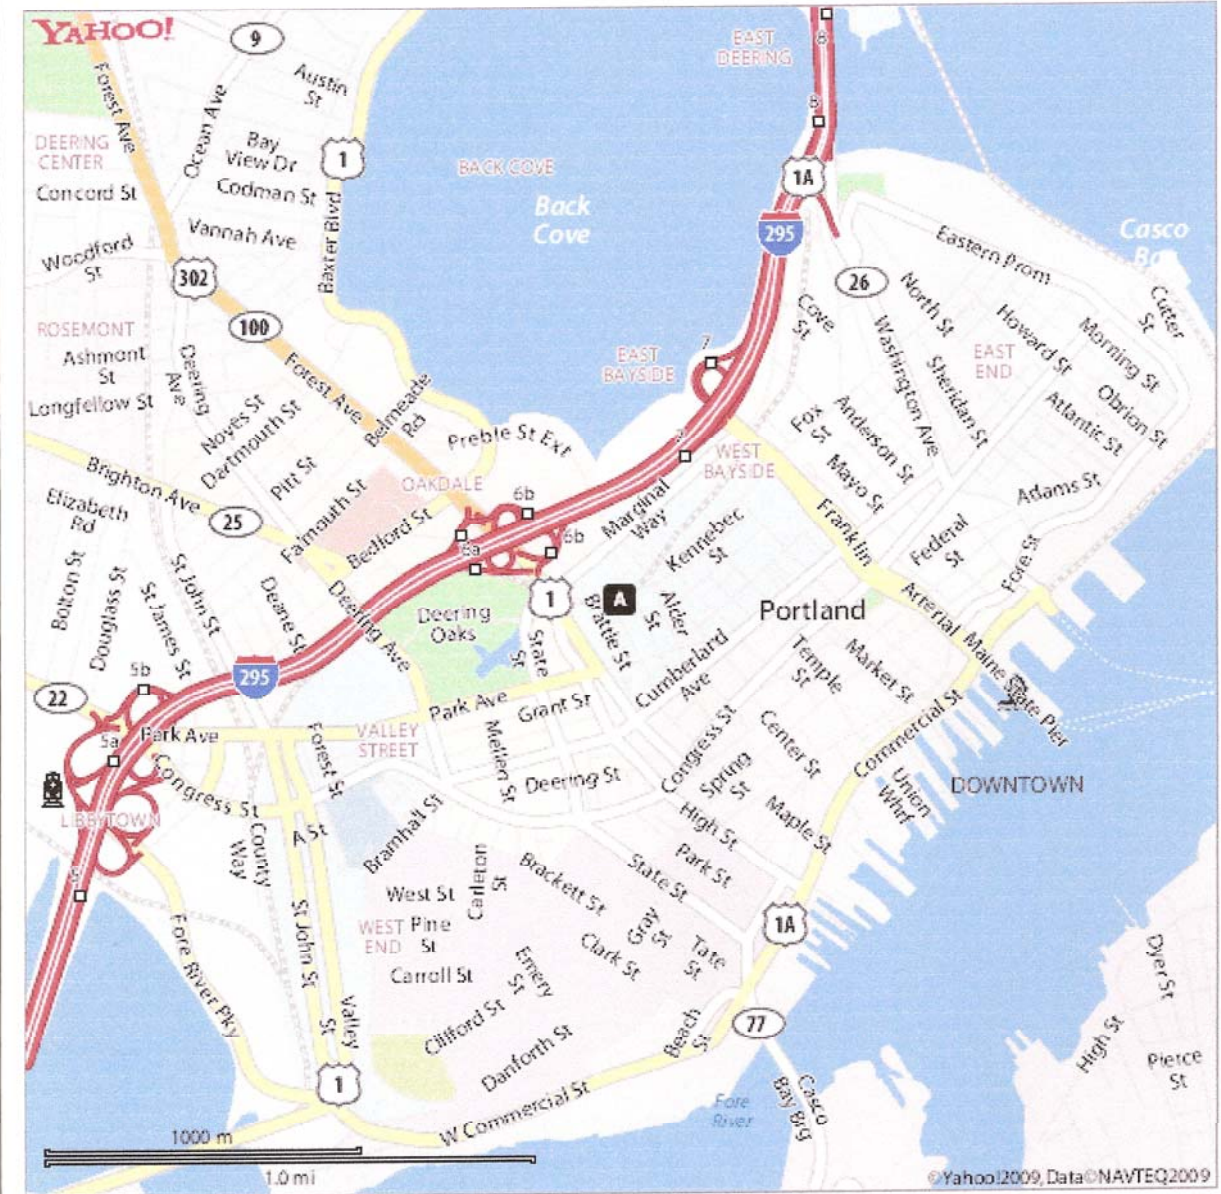 YAHOO!
9
EAST
DEERING
8
Forest Ave
Austin
St
8
Ocean Ave
DEERING
CENTER
Bay
View Dr
1
BACK COVE
1A
Concord St
Codman St
Back
Cove
295
Casco
Bay
Vannah Ave
Baxter Blvd
Eastern Prom
Woodford
St
302
26
North St
Cutter
St
100
Cove
St
Howard St
Morning St
ROSEMONT
Ashmont
St
Deering
Ave
Forest Ave
7
EAST
BAYSIDE
Washington Ave
EAST
END
Sheridan St
Longfellow St
Noyes St
Belmeade
Rd
Fox
St
Anderson St
Atlantic St
Obrion St
Dartmouth St
Preble St Ext
7
WEST
BAYSIDE
Brighton Ave
Pitt St
OAKDALE
Mayo St
Adams St
Elizabeth
Rd
25
Falmouth St
Bedford St
6b
Marginal
Way
Franklin
Arterial
6a
6b
Kennebec
St
Federal
St
Fore St
Bolton St
Douglass St
St James St
St John St
Deane St
Deering Ave
Deering
Oaks
1
A
Battle St
Alder
St
Portland
State
St
Cumberland
Ave
Temple
St
Market St
Maine State Pier
5b
295
22
Park Ave
Grant St
5a
Park Ave
VALLEY
STREET
Mellen St
Congress St
Center St
Commercial St
Forest St
Deering St
Spring
St
Union
Whrf
DOWNTOWN
Congress St
LIBBYTOWN
County
Way
A St
Bramhall St
High St
Maple St
5
Carleton
St
Brackett St
State St
Park St
West St
St John St
WEST
END
Pine
St
Gray
St
1A
Fore River Pky
Clark St
Tate
St
Carroll St
Emery
St
Dyer St
Valley
St
Clifford St
Beach
St
77
High St
Danforth St
Pierce
St
1
W Commercial St
Fore
River
Casco
Bay Brg
1000 m
1.0 mi
©Yahoo!2009, Data©NAVTEQ2009